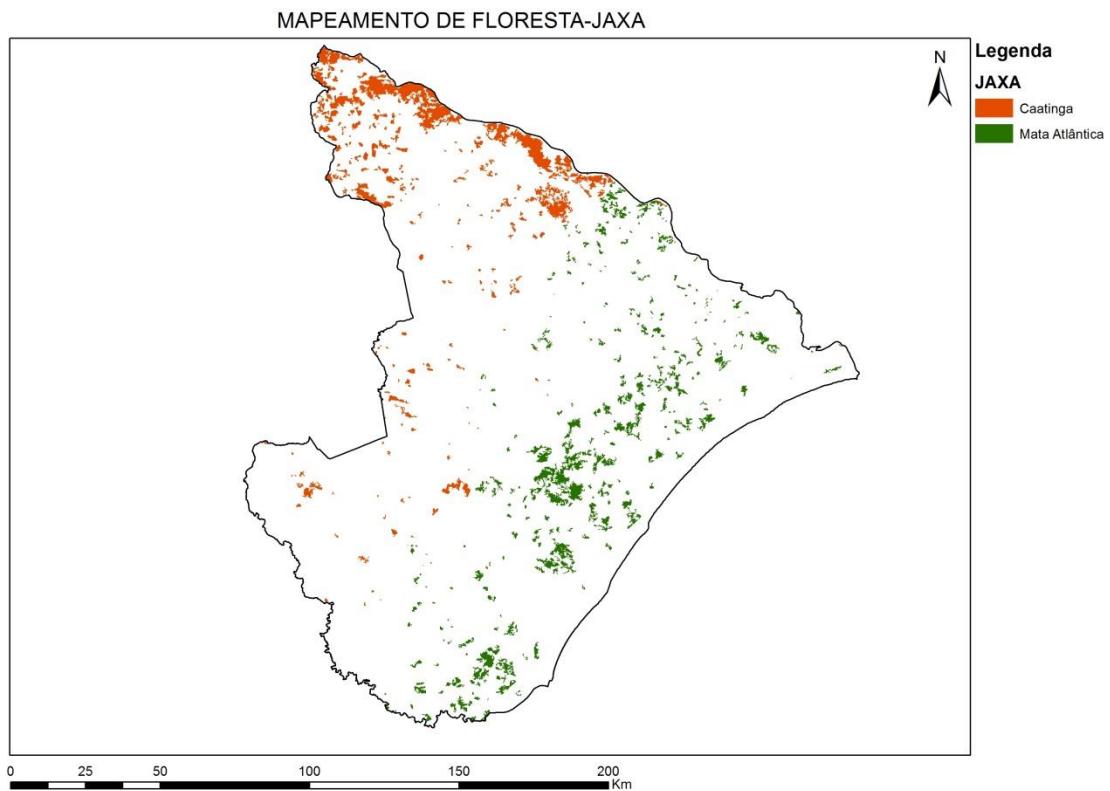 MAPEAMENTO DE FLORESTA-JAXA
N
Legenda
JAXA
Caatinga
Mata Atlântica
0 25 50 100 150 200
Km